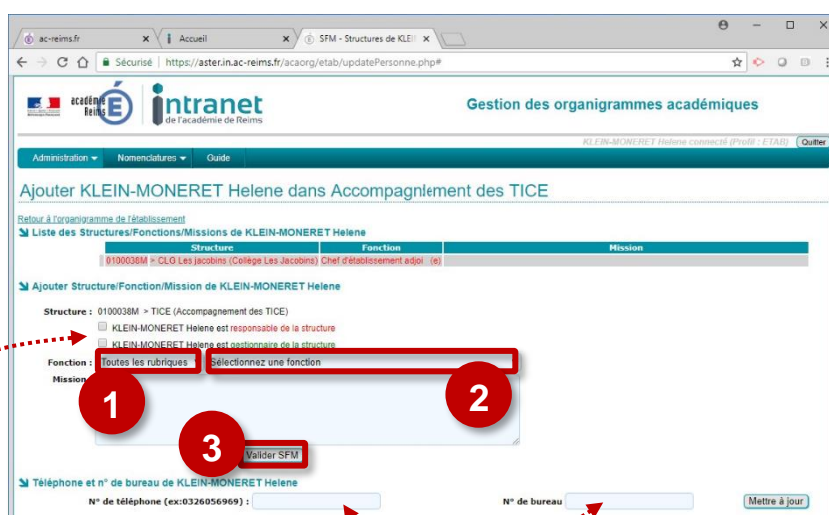 ac-reims.fr
Accueil
SFM - Structures de KLEI
Sécurisé https://aster.in.ac-reims.fr/acaorg/etab/updatePersonne.php#
académie
Reims
intranet
de l'académie de Reims
Gestion des organigrammes académiques
KLEIN-MONERET Helene connecté (Profil : ETAB) Quitter
Administration Nomenclatures Guide
Ajouter KLEIN-MONERET Helene dans Accompagnement des TICE
Retour à l'organigramme de l'établissement
Liste des Structures/Fonctions/Missions de KLEIN-MONERET Helene
Structure Fonction Mission
0100038M > CLG Les jacobins (Collège Les Jacobins) Chef d'établissement adjoi (e)
Ajouter Structure/Fonction/Mission de KLEIN-MONERET Helene
Structure : 0100038M > TICE (Accompagnement des TICE)
KLEIN-MONERET Helene est responsable de la structure
KLEIN-MONERET Helene est gestionnaire de la structure
Fonction : Toutes les rubriques Sélectionnez une fonction
Mission
1
2
3
Valider SFM
Téléphone et n° de bureau de KLEIN-MONERET Helene
N° de téléphone (ex:0326056969) : N° de bureau Mettre à jour